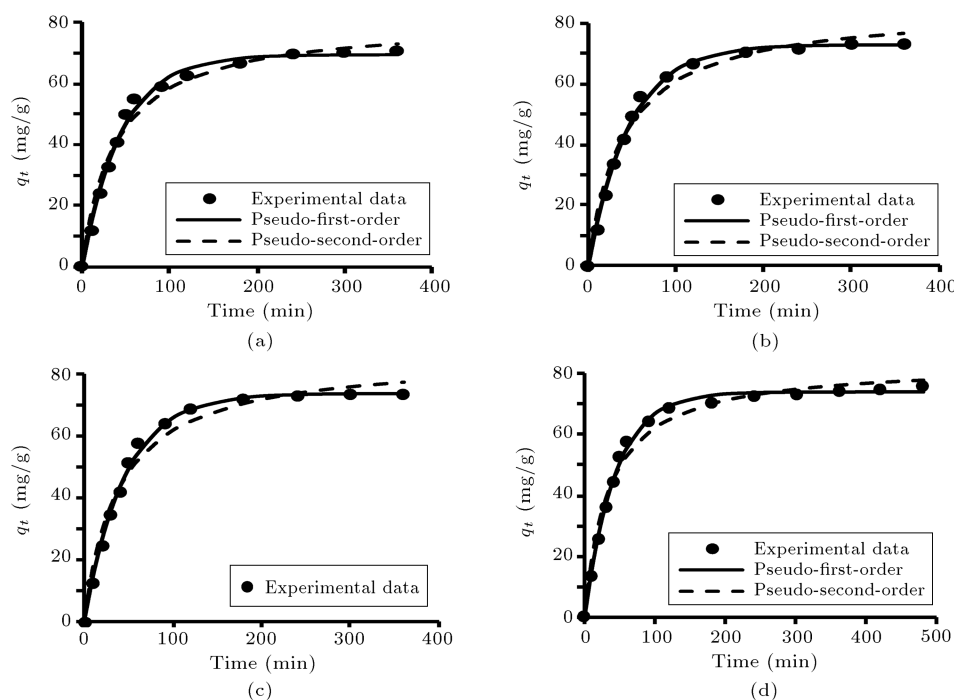 80
60
40
20
0
q_t (mg/g)
Experimental data
Pseudo-first-order
Pseudo-second-order
0 100 200 300 400
Time (min)
(a)
80
60
40
20
0
q_t (mg/g)
Experimental data
Pseudo-first-order
Pseudo-second-order
0 100 200 300 400
Time (min)
(b)
80
60
40
20
0
q_t (mg/g)
Experimental data
0 100 200 300 400
Time (min)
(c)
80
60
40
20
0
q_t (mg/g)
Experimental data
Pseudo-first-order
Pseudo-second-order
0 100 200 300 400 500
Time (min)
(d)